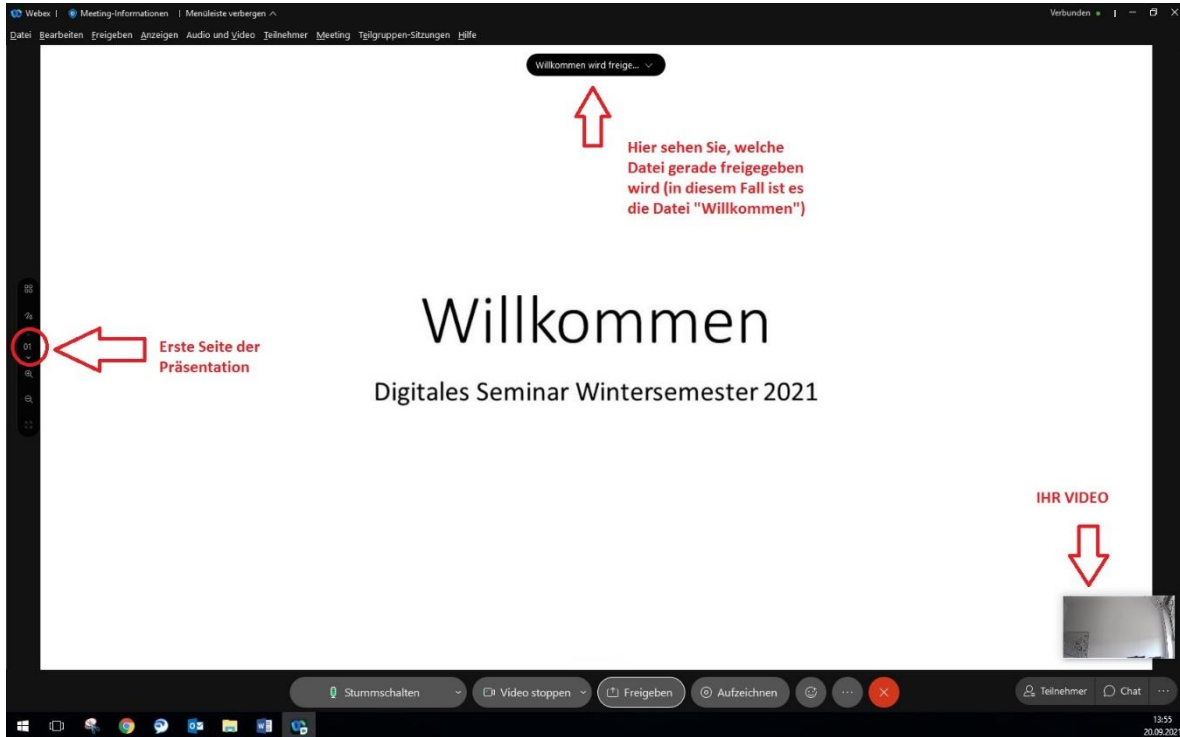 Webex | Meeting-Informationen | Menüleiste verbergen
Verbunden
Datei Bearbeiten Freigeben Anzeigen Audio und Video Teilnehmer Meeting Teilgruppen-Sitzungen Hilfe
Willkommen wird freige...
Hier sehen Sie, welche
Datei gerade freigegeben
wird (in diesem Fall ist es
die Datei "Willkommen")
01
Erste Seite der
Präsentation
Willkommen
Digitales Seminar Wintersemester 2021
IHR VIDEO
Stummschalten Video stoppen Freigeben Aufzeichnen
Teilnehmer Chat
13:55
20.09.2021